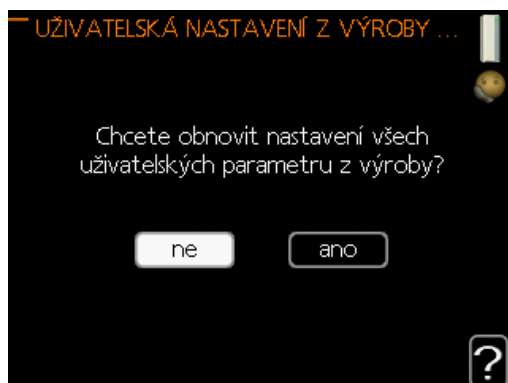 UŽIVATELSKÁ NASTAVENÍ Z VÝROBY ...
Chcete obnovit nastavení všech
uživatelských parametru z výroby?
ne
ano
?